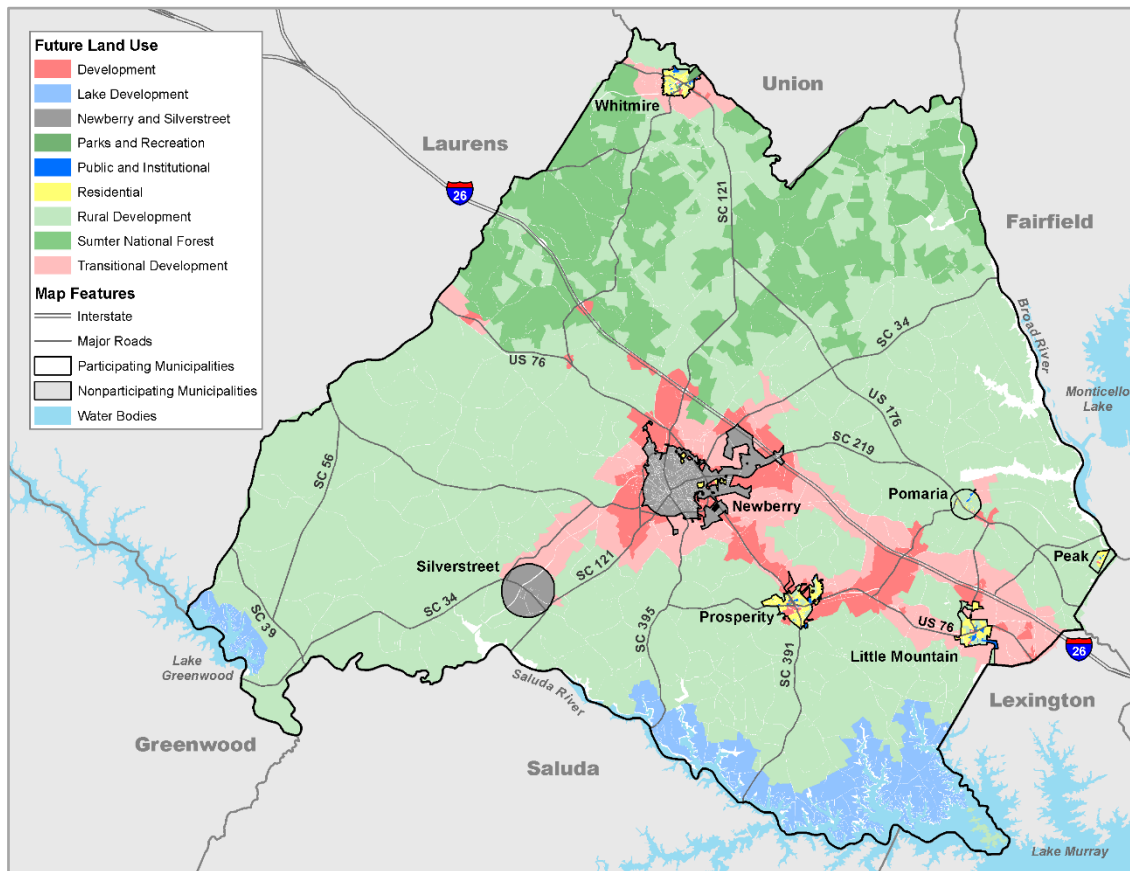 Future Land Use
Development
Lake Development
Newberry and Silverstreet
Parks and Recreation
Public and Institutional
Residential
Rural Development
Sumter National Forest
Transitional Development
Map Features
Interstate
Major Roads
Participating Municipalities
Nonparticipating Municipalities
Water Bodies
Union
Whitmire
Laurens
26
SC 121
Fairfield
Broad River
SC 34
US 76
Monticello
Lake
US 176
SC 219
SC 56
Pomaria
Newberry
Peak
Silverstreet
SC 121
SC 34
SC 395
Prosperity
US 76
SC 39
Little Mountain
26
SC 391
Lake
Greenwood
Saluda River
Lexington
Greenwood
Saluda
Lake Murray